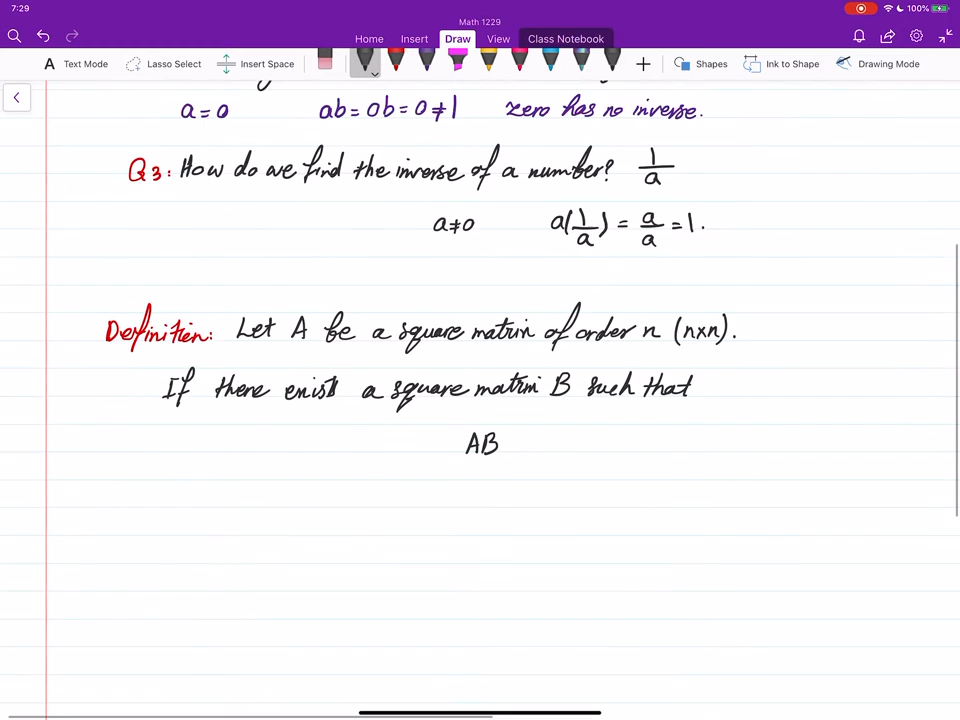 7:29
100%
Math 1229
Home Insert Draw View Class Notebook
A Text Mode Lasso Select Insert Space Shapes Ink to Shape Drawing Mode
a = 0 ab = 0b = 0 ≠ 1 zero has no inverse.
Q3: How do we find the inverse of a number? 1/a
a ≠ 0 a(1/a) = a/a = 1.
Definition: Let A be a square matrix of order n (n×n).
If there exists a square matrix B such that
AB